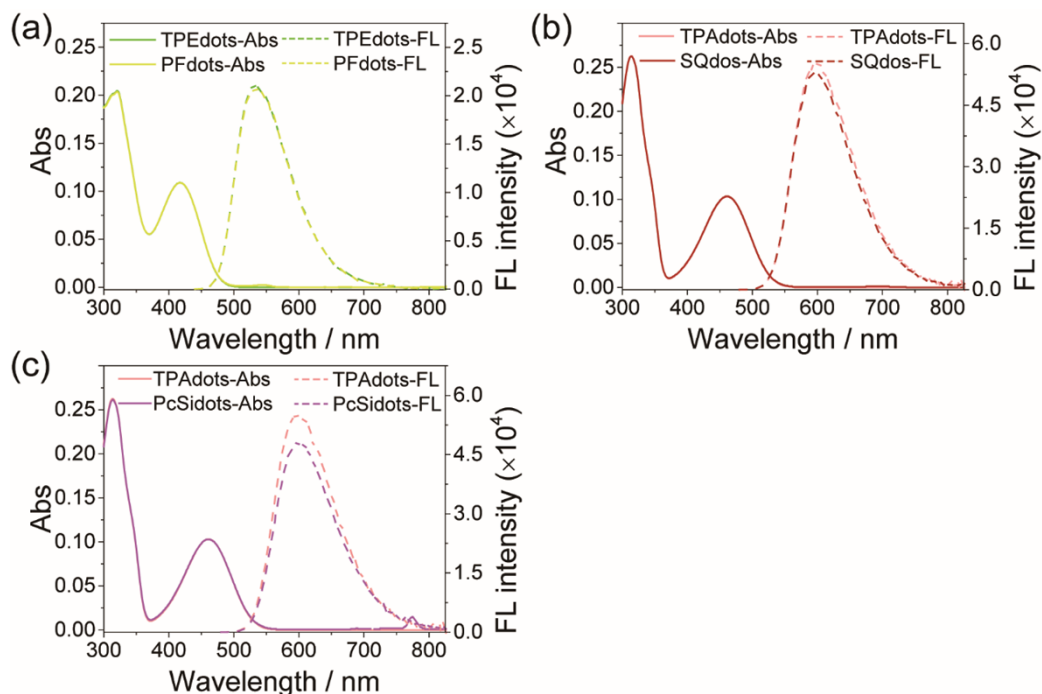 (a)
TPEdots-Abs TPEdots-FL
PFdots-Abs PFdots-FL
0.25
0.20
0.15
0.10
0.05
0.00
Abs
2.5
2.0
1.5
1.0
0.5
0.0
FL intensity (×10⁴)
300 400 500 600 700 800
Wavelength / nm
(b)
TPAdots-Abs TPAdots-FL
SQdos-Abs SQdos-FL
0.25
0.20
0.15
0.10
0.05
0.00
Abs
6.0
4.5
3.0
1.5
0.0
FL intensity (×10⁴)
300 400 500 600 700 800
Wavelength / nm
(c)
TPAdots-Abs TPAdots-FL
PcSidots-Abs PcSidots-FL
0.25
0.20
0.15
0.10
0.05
0.00
Abs
6.0
4.5
3.0
1.5
0.0
FL intensity (×10⁴)
300 400 500 600 700 800
Wavelength / nm